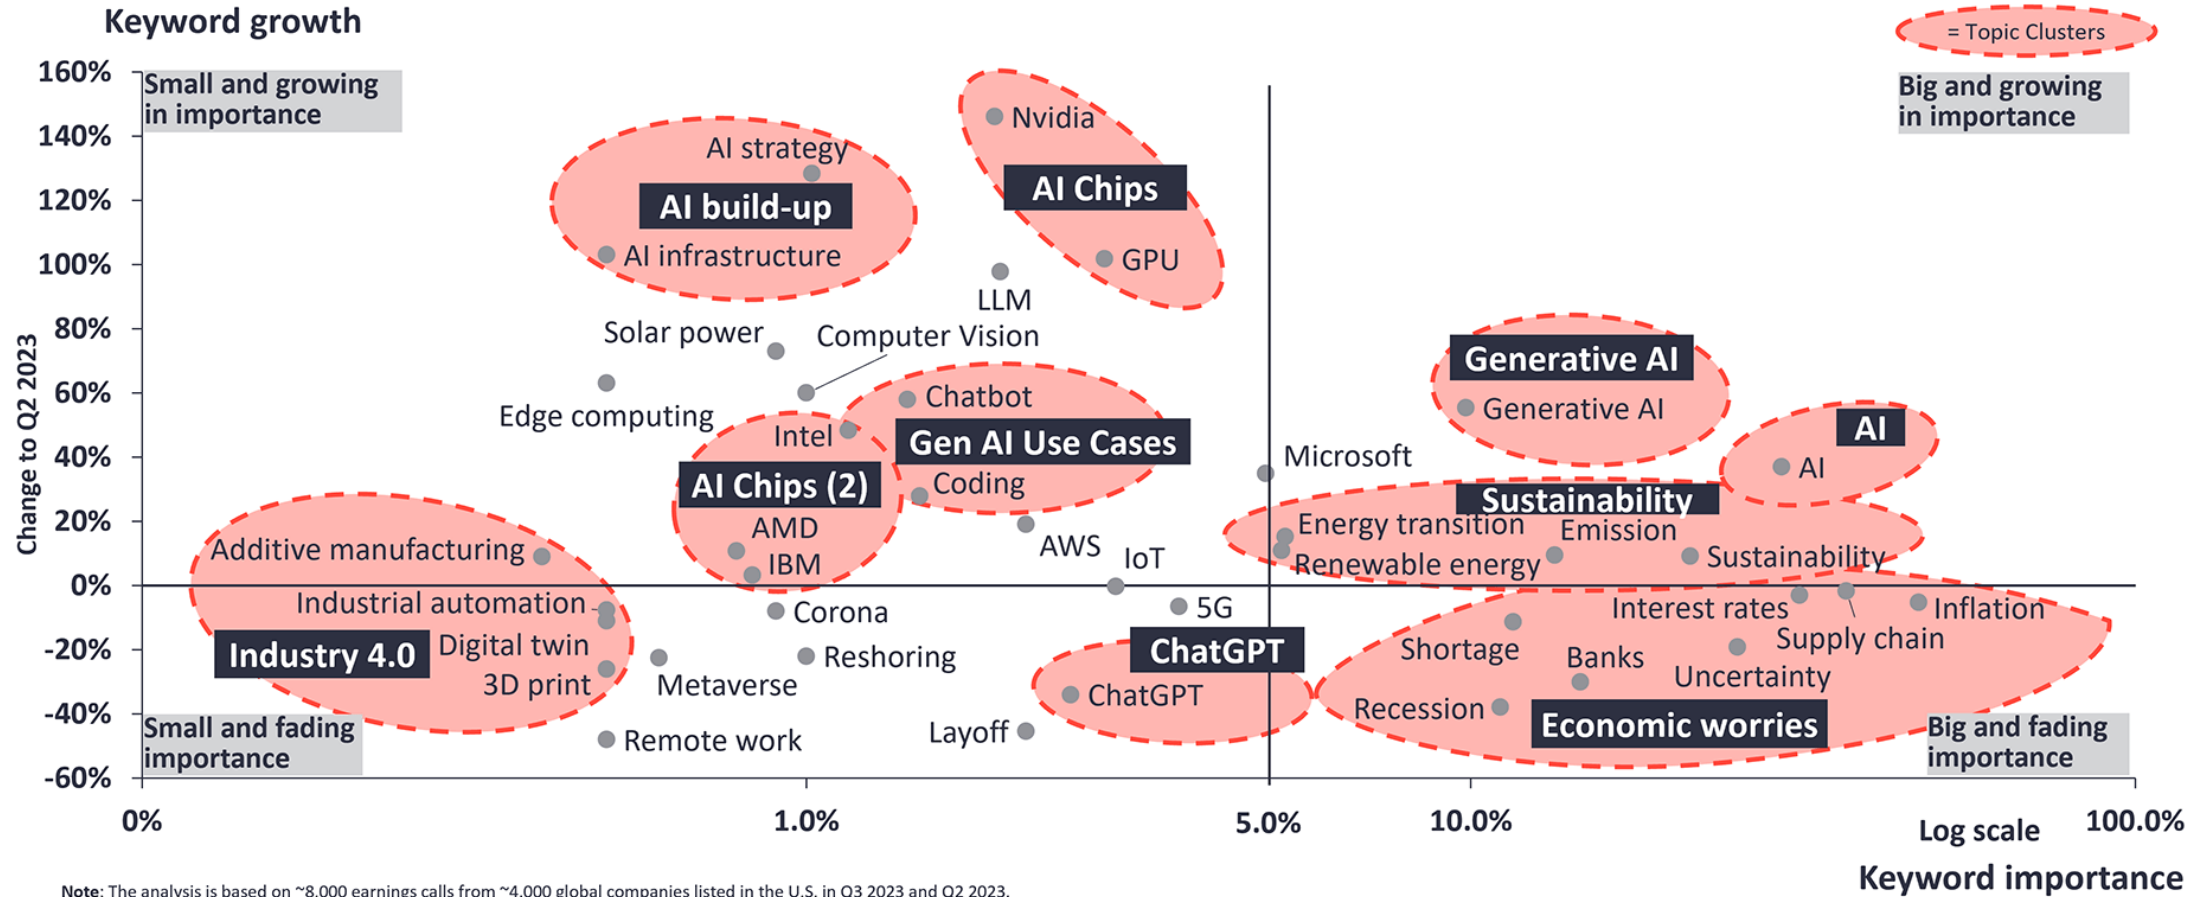 Keyword growth
= Topic Clusters
160%
Small and growing
in importance
Big and growing
in importance
140%
Nvidia
AI strategy
120%
AI build-up
AI Chips
100%
AI infrastructure
GPU
LLM
80%
Solar power
Computer Vision
Generative AI
60%
Edge computing
Chatbot
Generative AI
AI
Intel
Gen AI Use Cases
40%
Microsoft
AI
AI Chips (2)
Coding
Sustainability
20%
AMD
AWS
Energy transition
Emission
Additive manufacturing
IBM
IoT
Renewable energy
Sustainability
0%
Industrial automation
Corona
5G
Interest rates
Inflation
Supply chain
-20%
Industry 4.0
Digital twin
Reshoring
ChatGPT
Shortage
Banks
Uncertainty
3D print
Metaverse
ChatGPT
-40%
Recession
Small and fading
importance
Remote work
Layoff
Economic worries
Big and fading
importance
-60%
Change to Q2 2023
0%
1.0%
5.0%
10.0%
100.0%
Log scale
Keyword importance
Note: The analysis is based on ~8,000 earnings calls from ~4,000 global companies listed in the U.S. in Q3 2023 and Q2 2023.